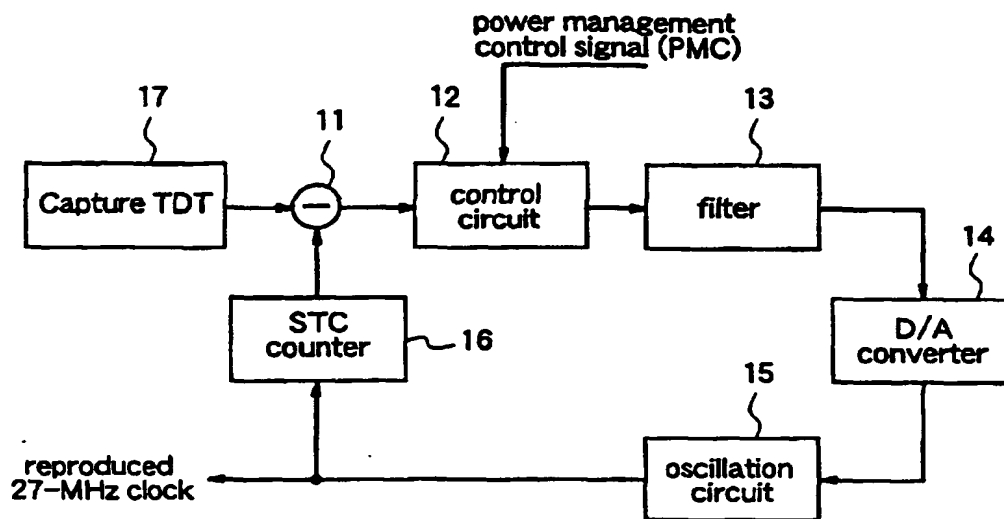 power management
control signal (PMC)
17
11
12
13
Capture TDT
−
control
circuit
filter
14
STC
counter
16
D/A
converter
15
reproduced
27-MHz clock
oscillation
circuit